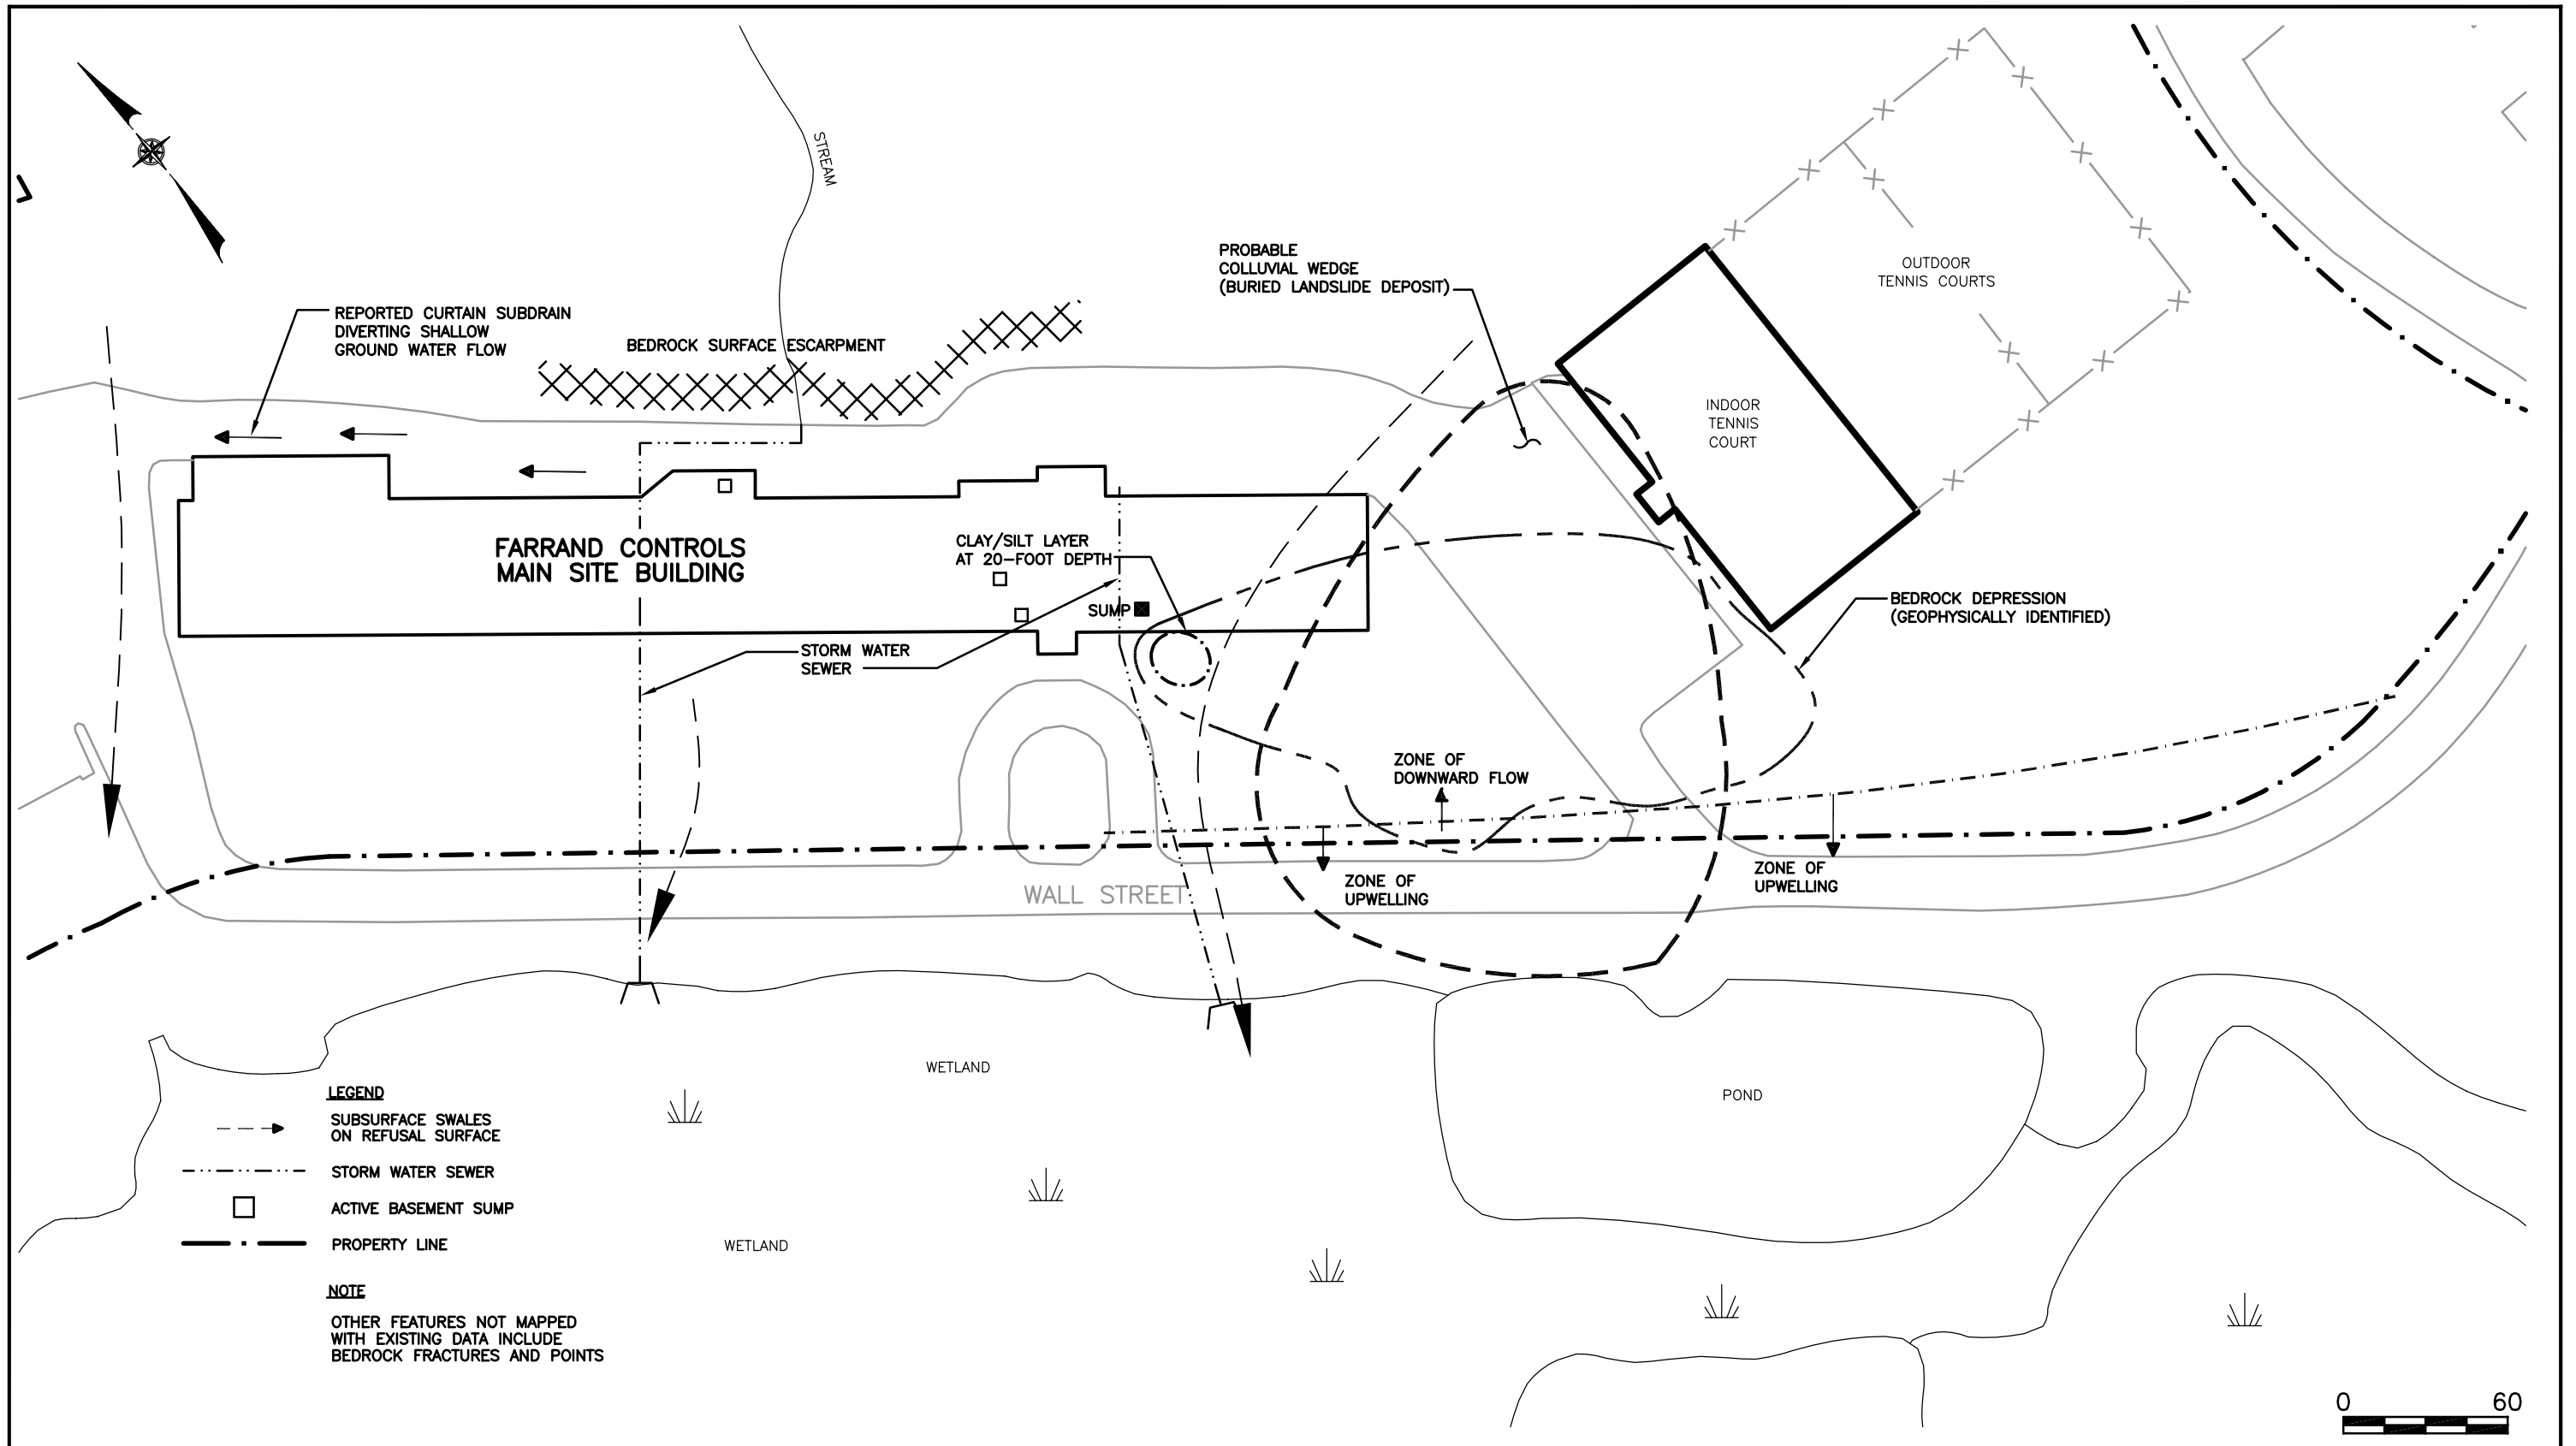 STREAM
PROBABLE
COLLUVIAL WEDGE
(BURIED LANDSLIDE DEPOSIT)
OUTDOOR
TENNIS COURTS
REPORTED CURTAIN SUBDRAIN
DIVERTING SHALLOW
GROUND WATER FLOW
BEDROCK SURFACE ESCARPMENT
INDOOR
TENNIS
COURT
FARRAND CONTROLS
MAIN SITE BUILDING
CLAY/SILT LAYER
AT 20-FOOT DEPTH
SUMP
BEDROCK DEPRESSION
(GEOPHYSICALLY IDENTIFIED)
STORM WATER
SEWER
ZONE OF
DOWNWARD FLOW
ZONE OF
UPWELLING
ZONE OF
UPWELLING
WALL STREET
WETLAND
POND
WETLAND
LEGEND
SUBSURFACE SWALES
ON REFUSAL SURFACE
STORM WATER SEWER
ACTIVE BASEMENT SUMP
PROPERTY LINE
NOTE
OTHER FEATURES NOT MAPPED
WITH EXISTING DATA INCLUDE
BEDROCK FRACTURES AND POINTS
0 60